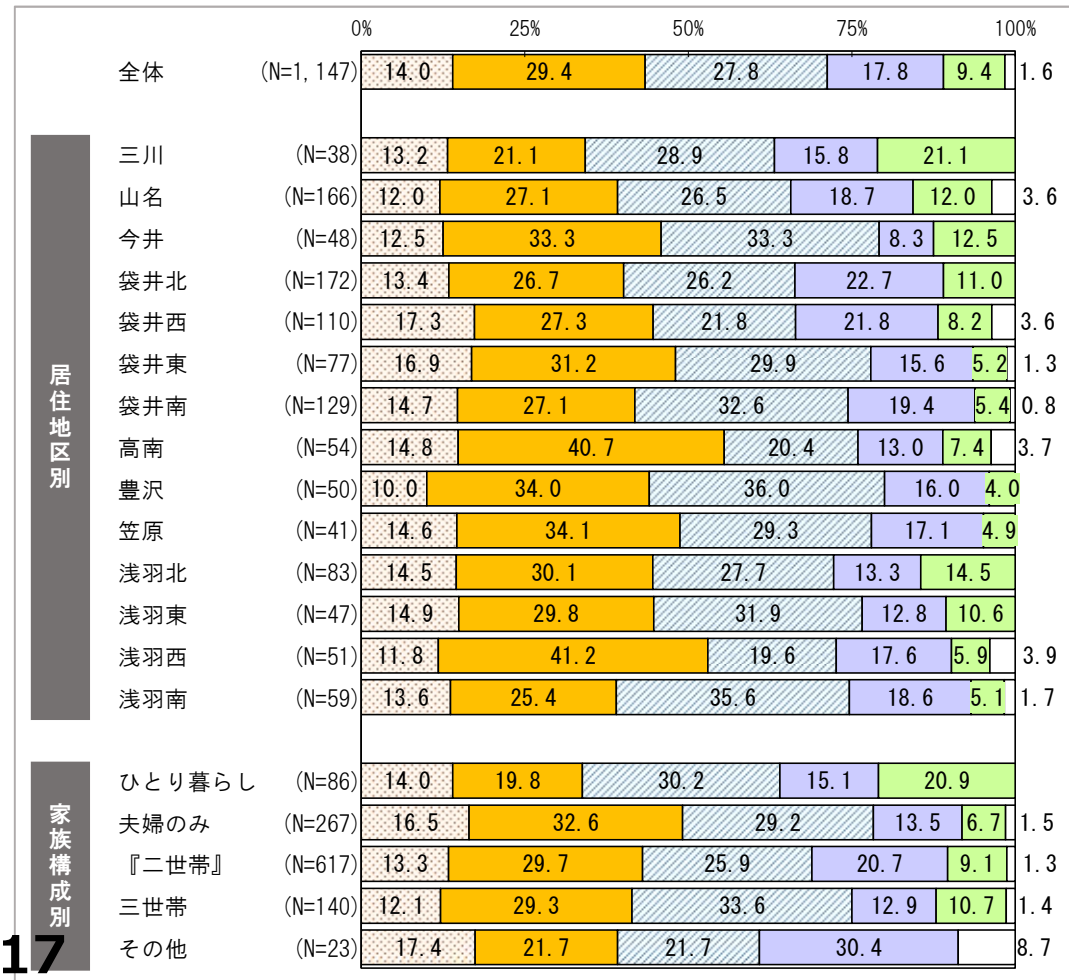 0% 25% 50% 75% 100%
全体 (N=1,147) 14.0 29.4 27.8 17.8 9.4 1.6
居住地区別
三川 (N=38) 13.2 21.1 28.9 15.8 21.1
山名 (N=166) 12.0 27.1 26.5 18.7 12.0 3.6
今井 (N=48) 12.5 33.3 33.3 8.3 12.5
袋井北 (N=172) 13.4 26.7 26.2 22.7 11.0
袋井西 (N=110) 17.3 27.3 21.8 21.8 8.2 3.6
袋井東 (N=77) 16.9 31.2 29.9 15.6 5.2 1.3
袋井南 (N=129) 14.7 27.1 32.6 19.4 5.4 0.8
高南 (N=54) 14.8 40.7 20.4 13.0 7.4 3.7
豊沢 (N=50) 10.0 34.0 36.0 16.0 4.0
笠原 (N=41) 14.6 34.1 29.3 17.1 4.9
浅羽北 (N=83) 14.5 30.1 27.7 13.3 14.5
浅羽東 (N=47) 14.9 29.8 31.9 12.8 10.6
浅羽西 (N=51) 11.8 41.2 19.6 17.6 5.9 3.9
浅羽南 (N=59) 13.6 25.4 35.6 18.6 5.1 1.7
家族構成別
ひとり暮らし (N=86) 14.0 19.8 30.2 15.1 20.9
夫婦のみ (N=267) 16.5 32.6 29.2 13.5 6.7 1.5
『二世帯』 (N=617) 13.3 29.7 25.9 20.7 9.1 1.3
三世帯 (N=140) 12.1 29.3 33.6 12.9 10.7 1.4
その他 (N=23) 17.4 21.7 21.7 30.4 8.7
17